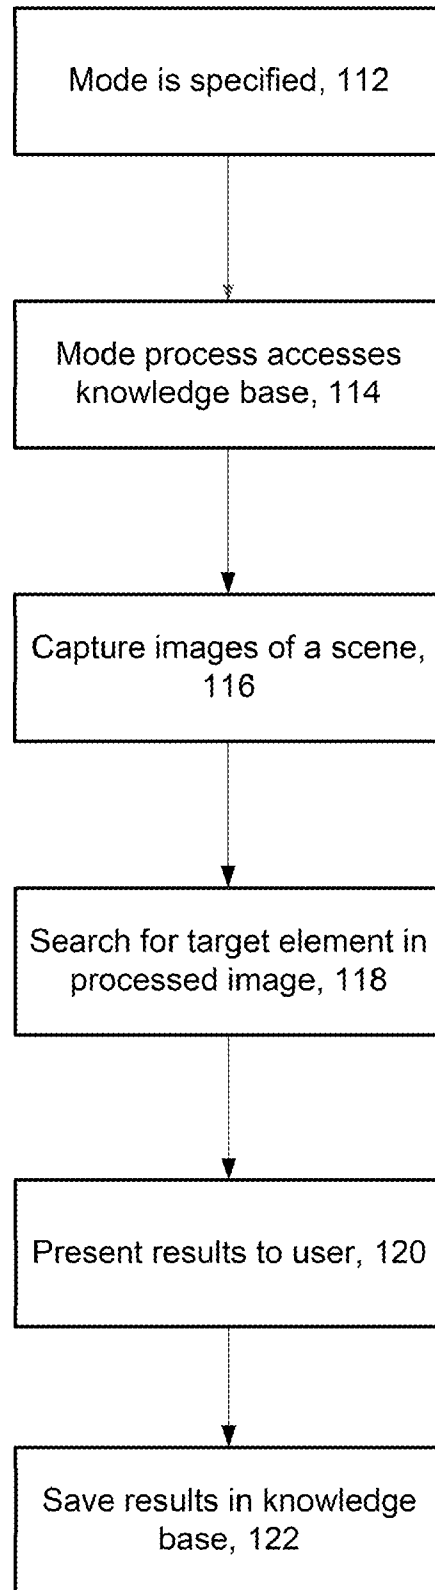 Mode is specified, 112
Mode process accesses
knowledge base, 114
Capture images of a scene,
116
Search for target element in
processed image, 118
Present results to user, 120
Save results in knowledge
base, 122